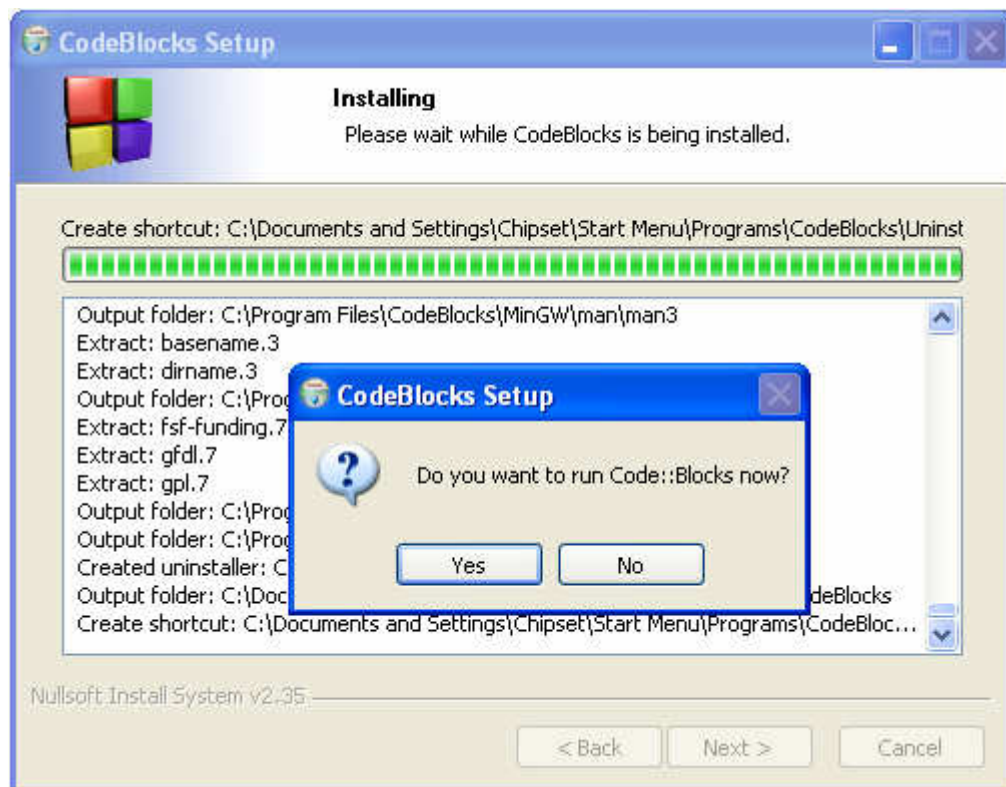 CodeBlocks Setup
Installing
Please wait while CodeBlocks is being installed.
Create shortcut: C:\Documents and Settings\Chipset\Start Menu\Programs\CodeBlocks\Uninst
Output folder: C:\Program Files\CodeBlocks\MinGW\man\man3
Extract: basename.3
Extract: dirname.3
Output folder: C:\Prog
Extract: fsf-funding.7
Extract: gfdl.7
Extract: gpl.7
Output folder: C:\Prog
Output folder: C:\Prog
Created uninstaller: C
Output folder: C:\Doc deBlocks
Create shortcut: C:\Documents and Settings\Chipset\Start Menu\Programs\CodeBloc...
CodeBlocks Setup
Do you want to run Code::Blocks now?
Yes No
Nullsoft Install System v2.35
< Back Next > Cancel